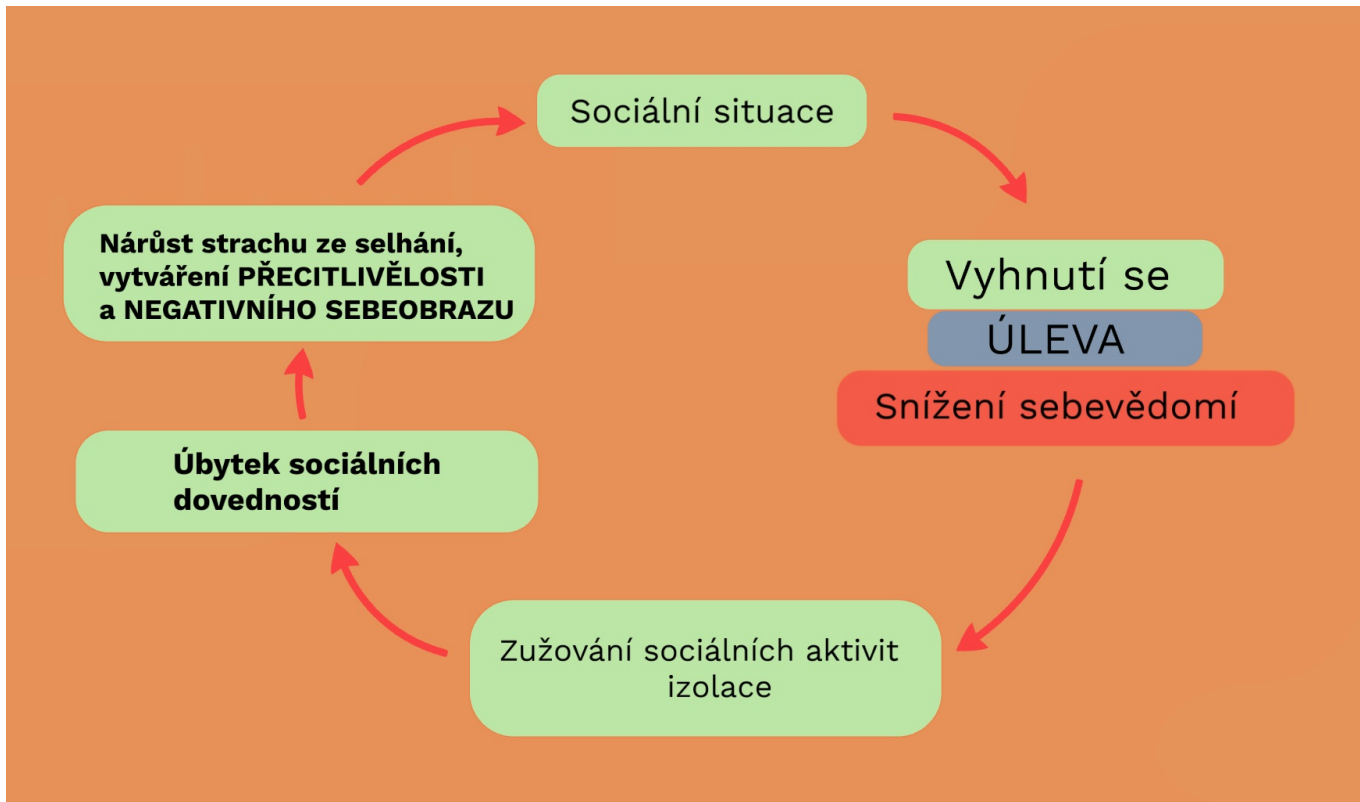 Sociální situace
Vyhnutí se
ÚLEVA
Snížení sebevědomí
Zužování sociálních aktivit
izolace
Úbytek sociálních
dovedností
Nárůst strachu ze selhání,
vytváření PŘECITLIVĚLOSTI
a NEGATIVNÍHO SEBEOBRAZU